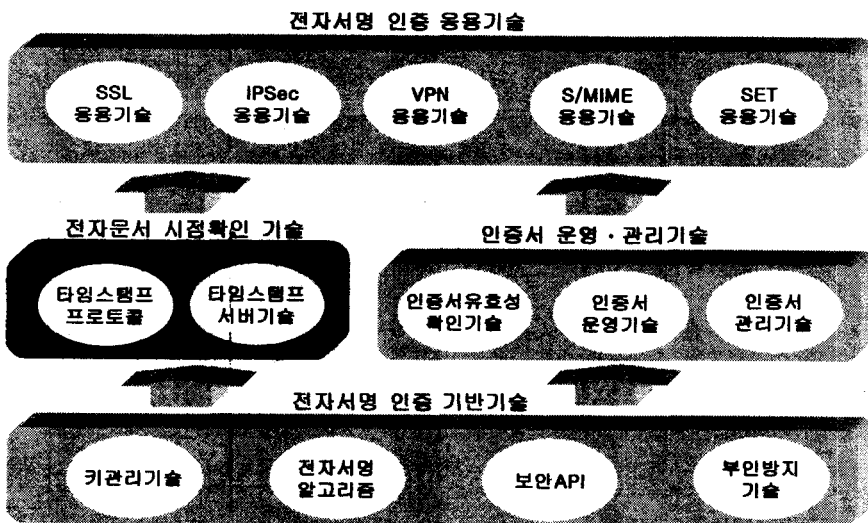 전자서명 인증 응용기술
SSL
응용기술
IPSec
응용기술
VPN
응용기술
S/MIME
응용기술
SET
응용기술
전자문서 시점확인 기술
타임스탬프
프로토콜
타임스탬프
서버기술
인증서 운영·관리기술
인증서유효성
확인기술
인증서
운영기술
인증서
관리기술
전자서명 인증 기반기술
키관리기술
전자서명
알고리즘
보안API
부인방지
기술